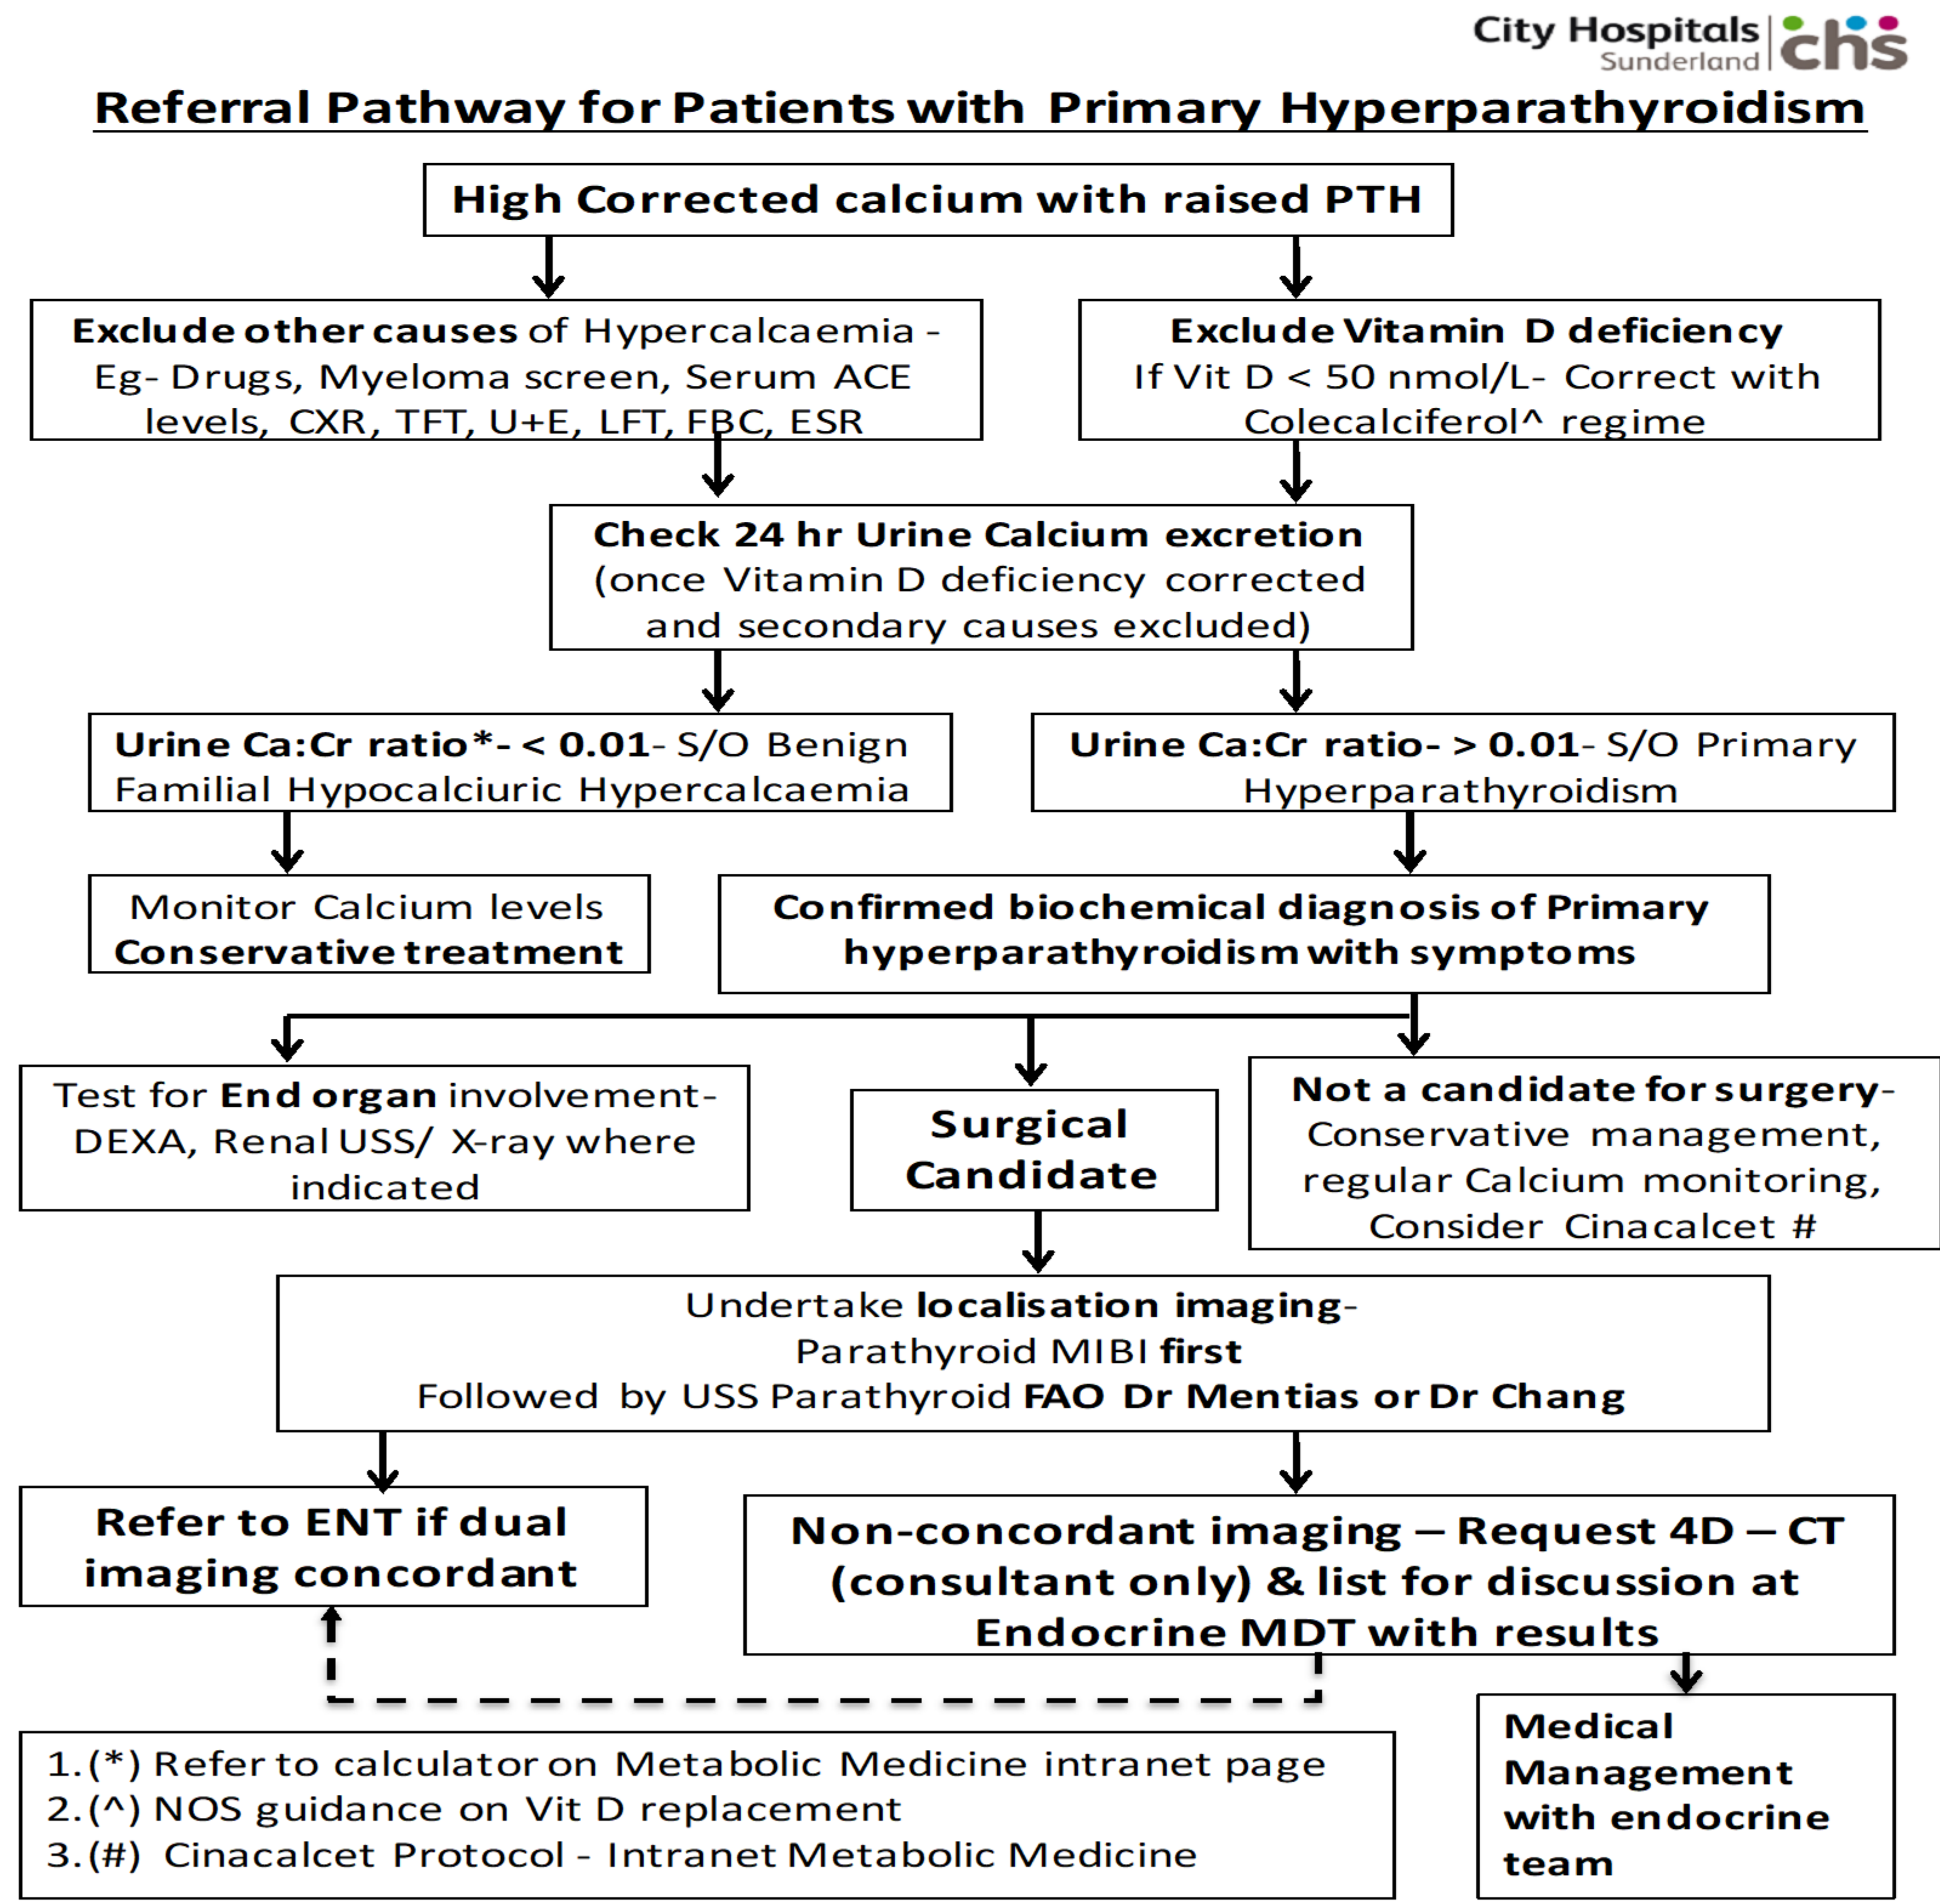 City Hospitals
Sunderland
chs
Referral Pathway for Patients with Primary Hyperparathyroidism
High Corrected calcium with raised PTH
Exclude other causes of Hypercalcaemia -
Eg- Drugs, Myeloma screen, Serum ACE
levels, CXR, TFT, U+E, LFT, FBC, ESR
Exclude Vitamin D deficiency
If Vit D < 50 nmol/L- Correct with
Colecalciferol^ regime
Check 24 hr Urine Calcium excretion
(once Vitamin D deficiency corrected
and secondary causes excluded)
Urine Ca:Cr ratio*- < 0.01- S/O Benign
Familial Hypocalciuric Hypercalcaemia
Urine Ca:Cr ratio- > 0.01- S/O Primary
Hyperparathyroidism
Monitor Calcium levels
Conservative treatment
Confirmed biochemical diagnosis of Primary
hyperparathyroidism with symptoms
Test for End organ involvement-
DEXA, Renal USS/ X-ray where
indicated
Surgical
Candidate
Not a candidate for surgery-
Conservative management,
regular Calcium monitoring,
Consider Cinacalcet #
Undertake localisation imaging-
Parathyroid MIBI first
Followed by USS Parathyroid FAO Dr Mentias or Dr Chang
Refer to ENT if dual
imaging concordant
Non-concordant imaging – Request 4D – CT
(consultant only) & list for discussion at
Endocrine MDT with results
1.(*) Refer to calculator on Metabolic Medicine intranet page
2.(^) NOS guidance on Vit D replacement
3.(#) Cinacalcet Protocol - Intranet Metabolic Medicine
Medical
Management
with endocrine
team